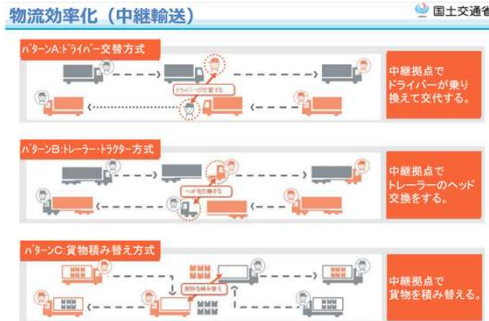 物流効率化（中継輸送）
国土交通省
パターンA:ドライバー交替方式
ドライバーが交替する
中継拠点で
ドライバーが乗り
換えて交代する。
パターンB:トレーラー・トラクター方式
ヘッドを交換する
中継拠点で
トレーラーのヘッド
交換をする。
パターンC:貨物積み替え方式
貨物を積み替え
中継拠点で
貨物を積み替える。